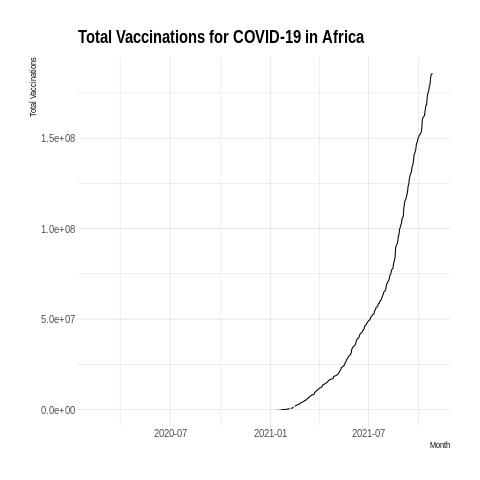 Total Vaccinations for COVID-19 in Africa
Total Vaccinations
1.5e+08
1.0e+08
5.0e+07
0.0e+00
2020-07 2021-01 2021-07
Month